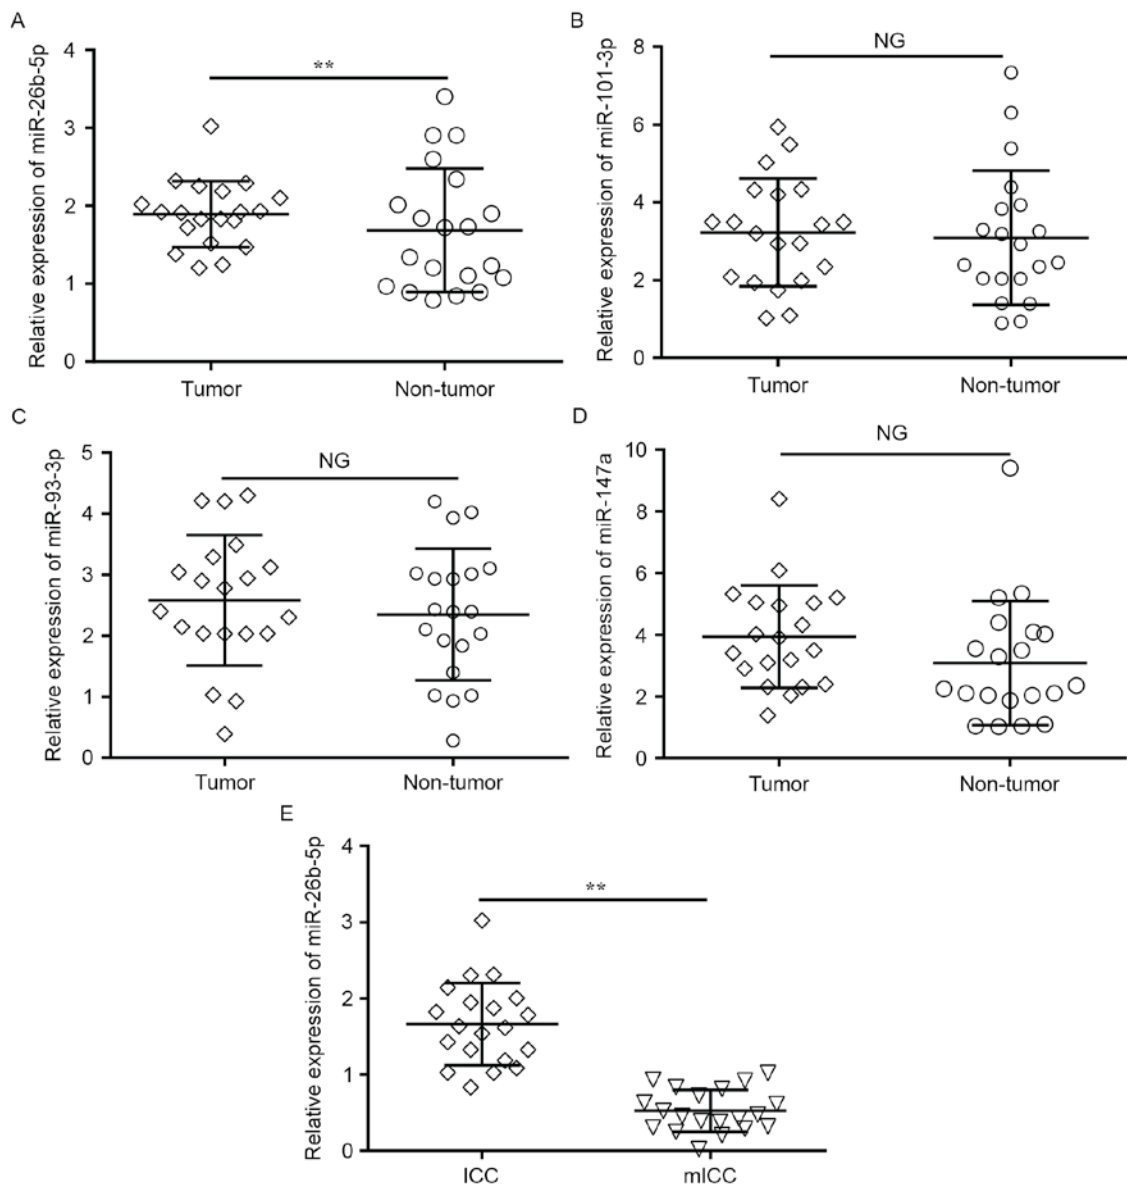 A
Relative expression of miR-26b-5p
4
3
2
1
0
**
Tumor
Non-tumor
B
Relative expression of miR-101-3p
8
6
4
2
0
NG
Tumor
Non-tumor
C
Relative expression of miR-93-3p
5
4
3
2
1
0
NG
Tumor
Non-tumor
D
Relative expression of miR-147a
10
8
6
4
2
0
NG
Tumor
Non-tumor
E
Relative expression of miR-26b-5p
4
3
2
1
0
**
ICC
mICC